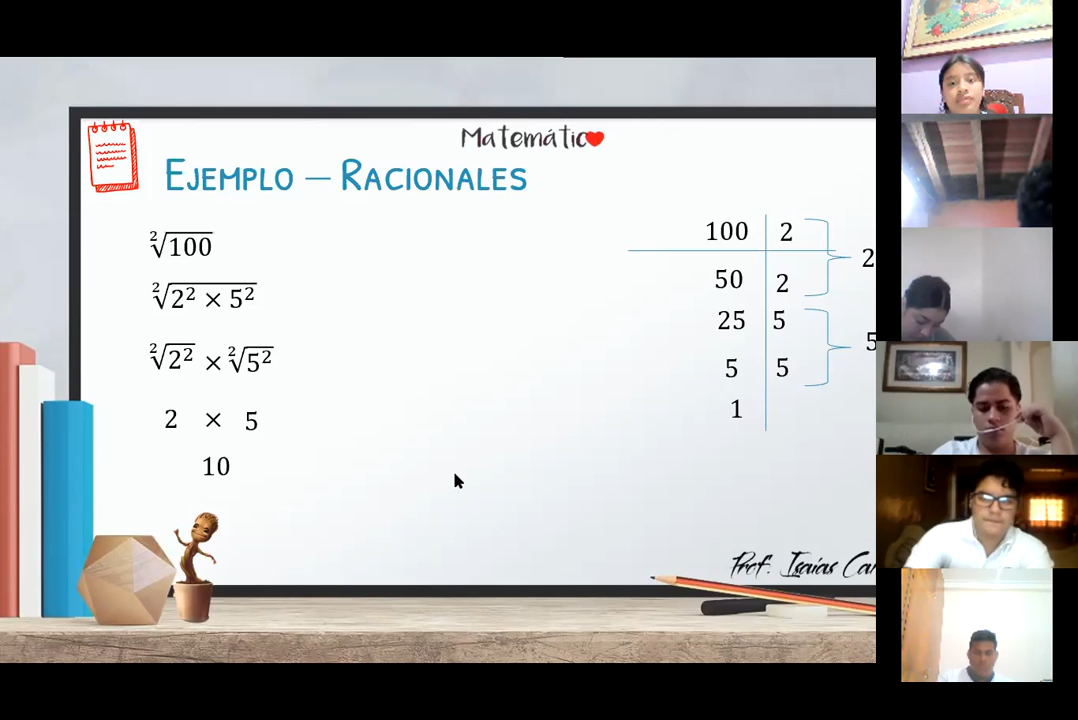 Matemático
EJEMPLO – RACIONALES
²√100
²√2² × 5²
²√2² × ²√5²
2 × 5
10
100 2
50 2
25 5
5 5
1
2
5
Prof. Isaías